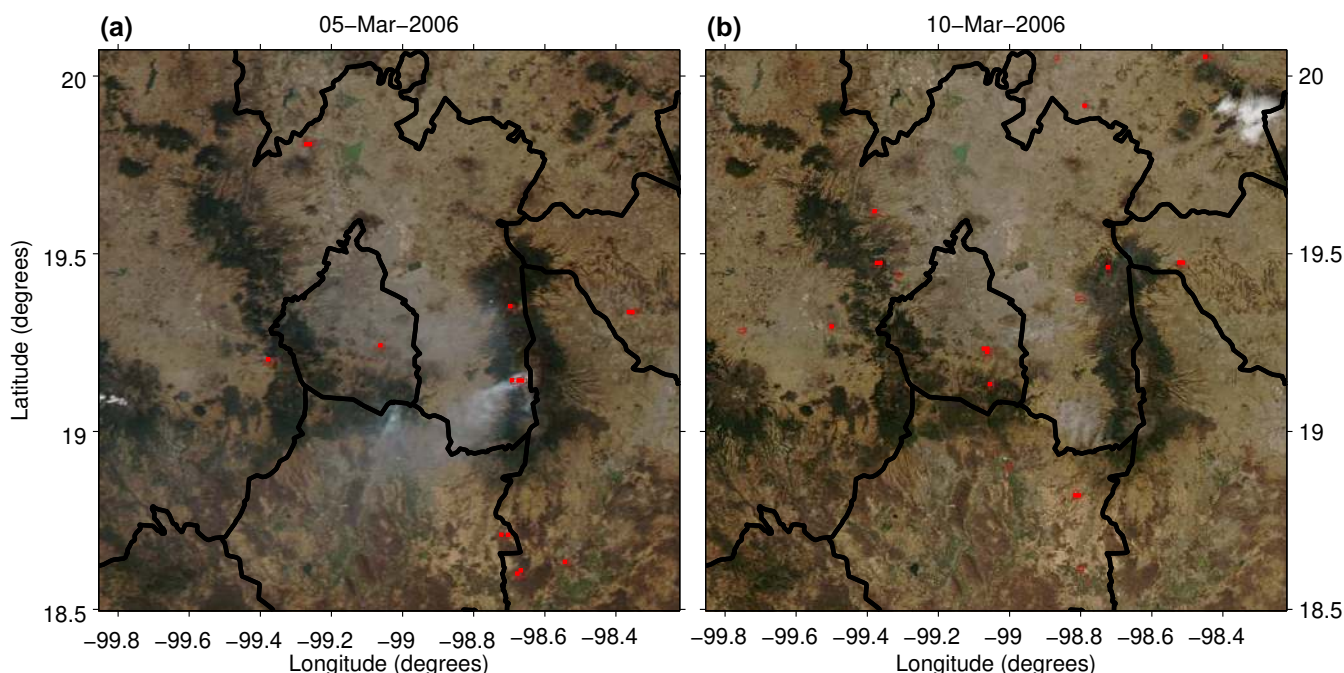 (a) 05−Mar−2006
(b) 10−Mar−2006
20
19.5
19
18.5
Latitude (degrees)
−99.8 −99.6 −99.4 −99.2 −99 −98.8 −98.6 −98.4
Longitude (degrees)
20
19.5
19
18.5
−99.8 −99.6 −99.4 −99.2 −99 −98.8 −98.6 −98.4
Longitude (degrees)